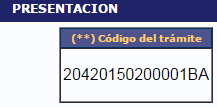 PRESENTACION
(**) Código del trámite
20420150200001BA